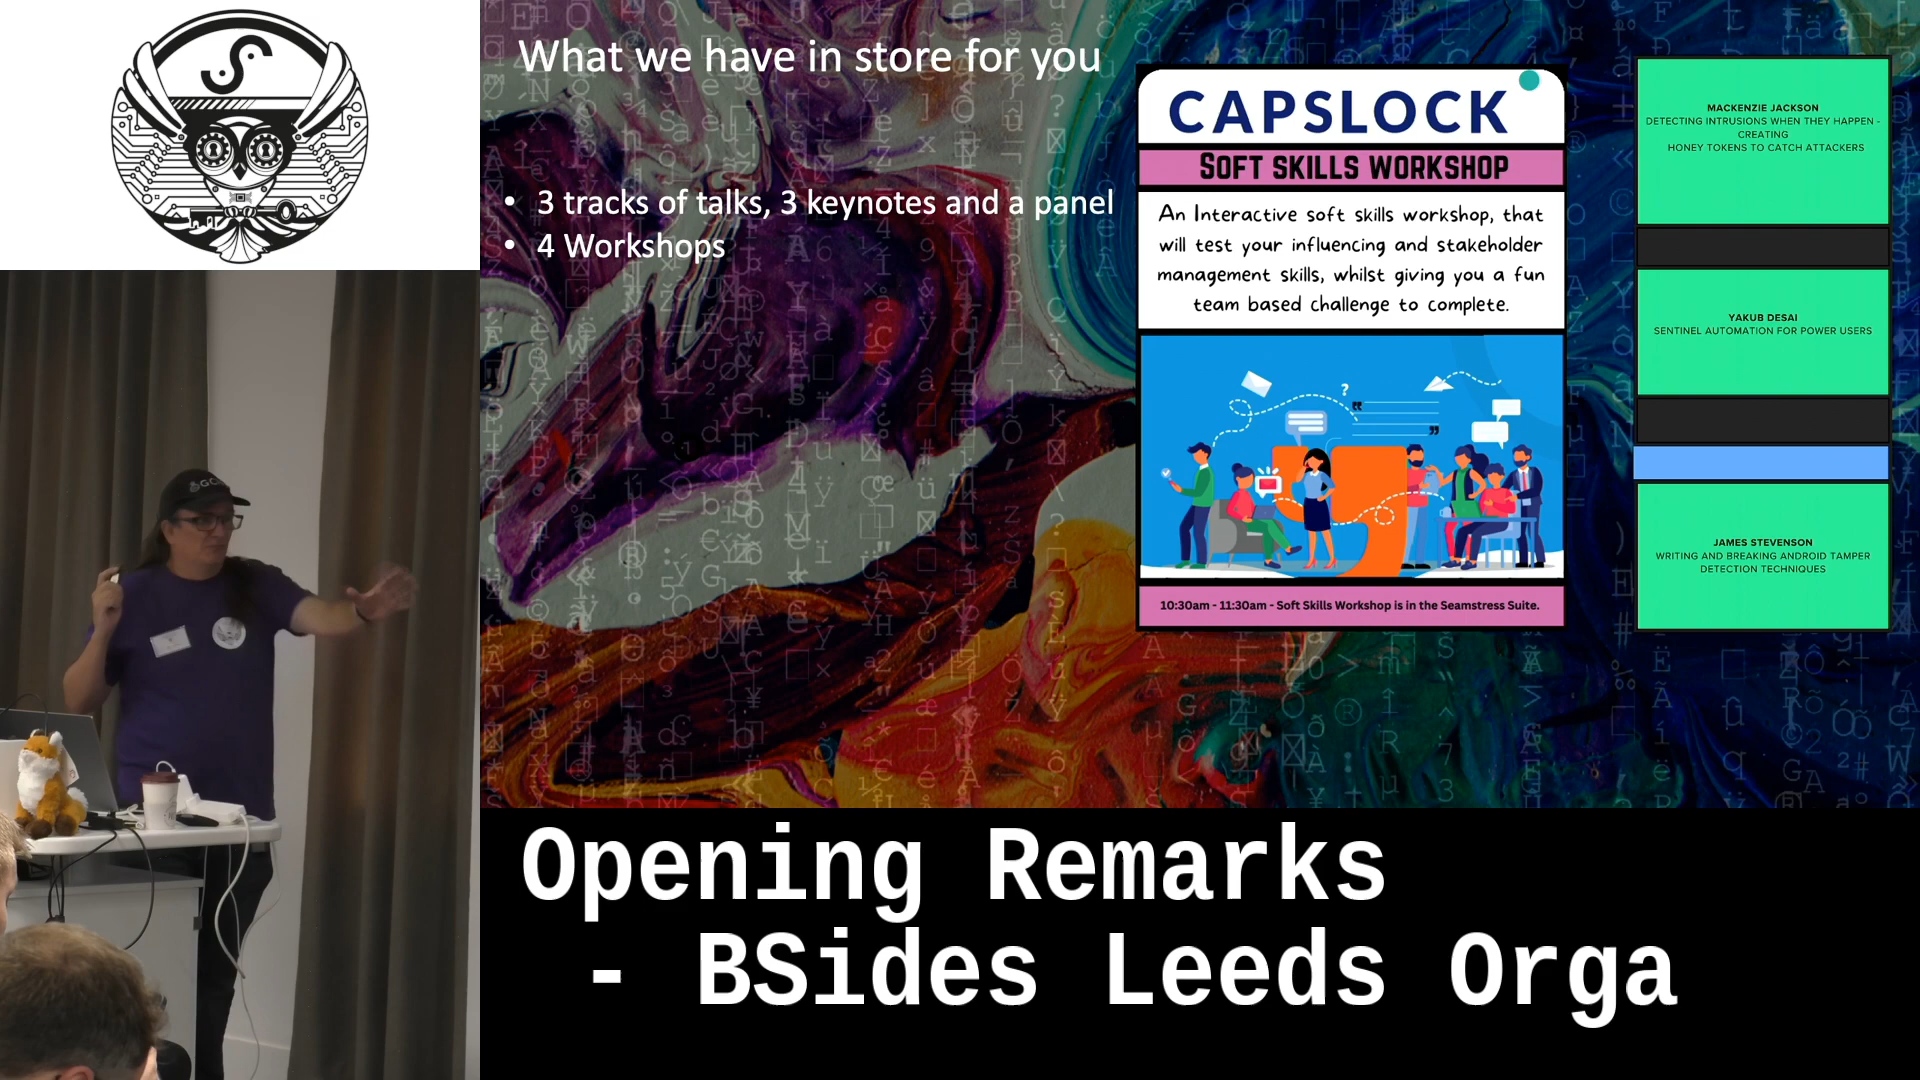 What we have in store for you
• 3 tracks of talks, 3 keynotes and a panel
• 4 Workshops
CAPSLOCK
SOFT SKILLS WORKSHOP
An Interactive soft skills workshop, that
will test your influencing and stakeholder
management skills, whilst giving you a fun
team based challenge to complete.
10:30am - 11:30am - Soft Skills Workshop is in the Seamstress Suite.
MACKENZIE JACKSON
DETECTING INTRUSIONS WHEN THEY HAPPEN -
CREATING
HONEY TOKENS TO CATCH ATTACKERS
YAKUB DESAI
SENTINEL AUTOMATION FOR POWER USERS
JAMES STEVENSON
WRITING AND BREAKING ANDROID TAMPER
DETECTION TECHNIQUES
Opening Remarks
- BSides Leeds Orga